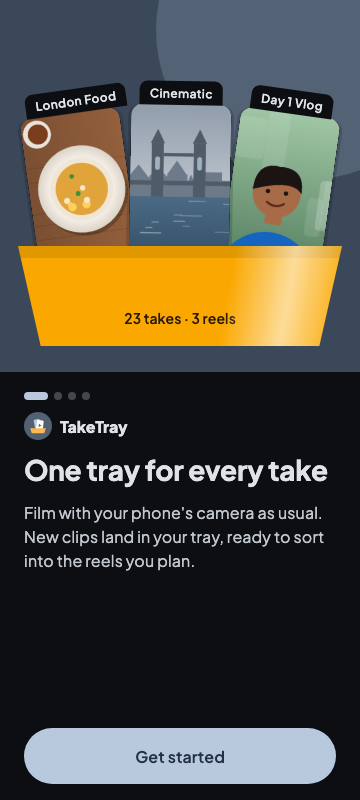 London Food
Cinematic
Day 1 Vlog
23 takes · 3 reels
TakeTray
One tray for every take
Film with your phone's camera as usual.
New clips land in your tray, ready to sort
into the reels you plan.
Get started